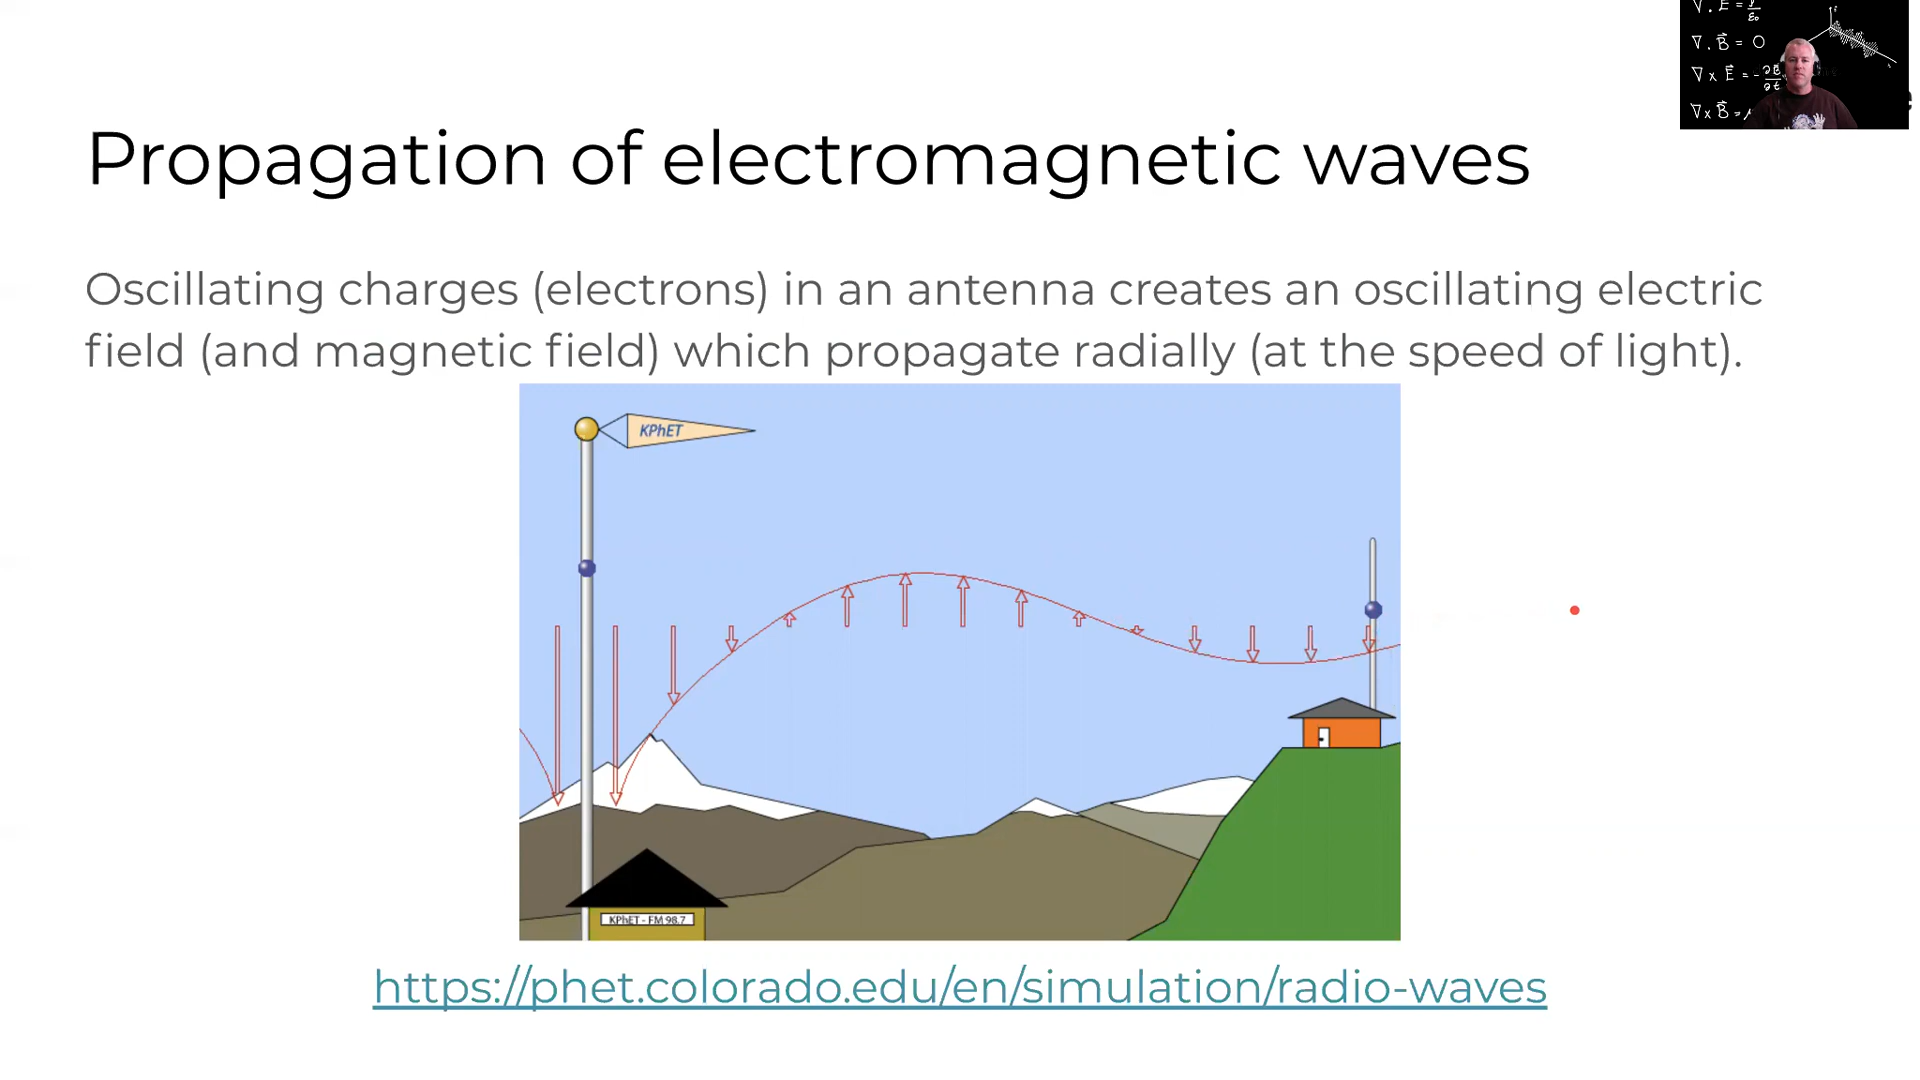 ∇ . E = ρ/ε₀
∇ . B⃗ = 0
∇ x E⃗ = - ∂B⃗/∂t
∇ x B⃗ =
Propagation of electromagnetic waves
Oscillating charges (electrons) in an antenna creates an oscillating electric
field (and magnetic field) which propagate radially (at the speed of light).
KPhET
KPhET - FM 98.7
https://phet.colorado.edu/en/simulation/radio-waves